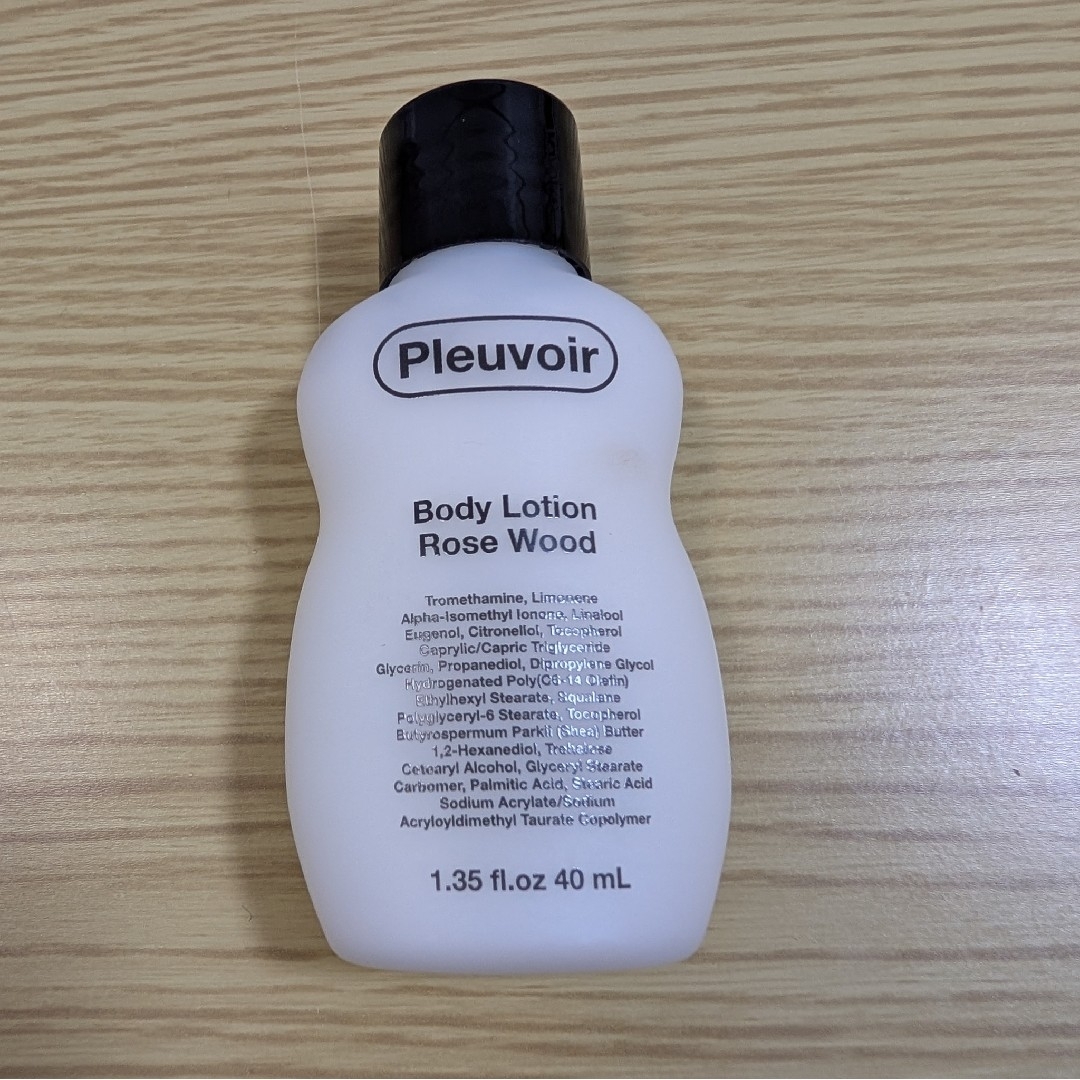 Pleuvoir
Body Lotion
Rose Wood
Tromethamine, Limonene
Alpha-Isomethyl Ionone, Linalool
Eugenol, Citronellol, Tocopherol
Caprylic/Capric Triglyceride
Glycerin, Propanediol, Dipropylene Glycol
Hydrogenated Poly(C6-14 Olefin)
Ethylhexyl Stearate, Squalane
Polyglyceryl-6 Stearate, Tocopherol
Butyrospermum Parkii (Shea) Butter
1,2-Hexanediol, Trehalose
Cetearyl Alcohol, Glyceryl Stearate
Carbomer, Palmitic Acid, Stearic Acid
Sodium Acrylate/Sodium
Acryloyldimethyl Taurate Copolymer
1.35 fl.oz 40 mL